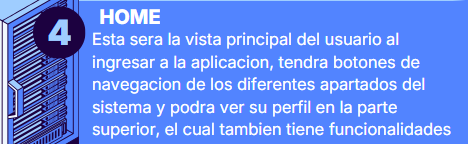 4
HOME
Esta sera la vista principal del usuario al
ingresar a la aplicacion, tendra botones de
navegacion de los diferentes apartados del
sistema y podra ver su perfil en la parte
superior, el cual tambien tiene funcionalidades